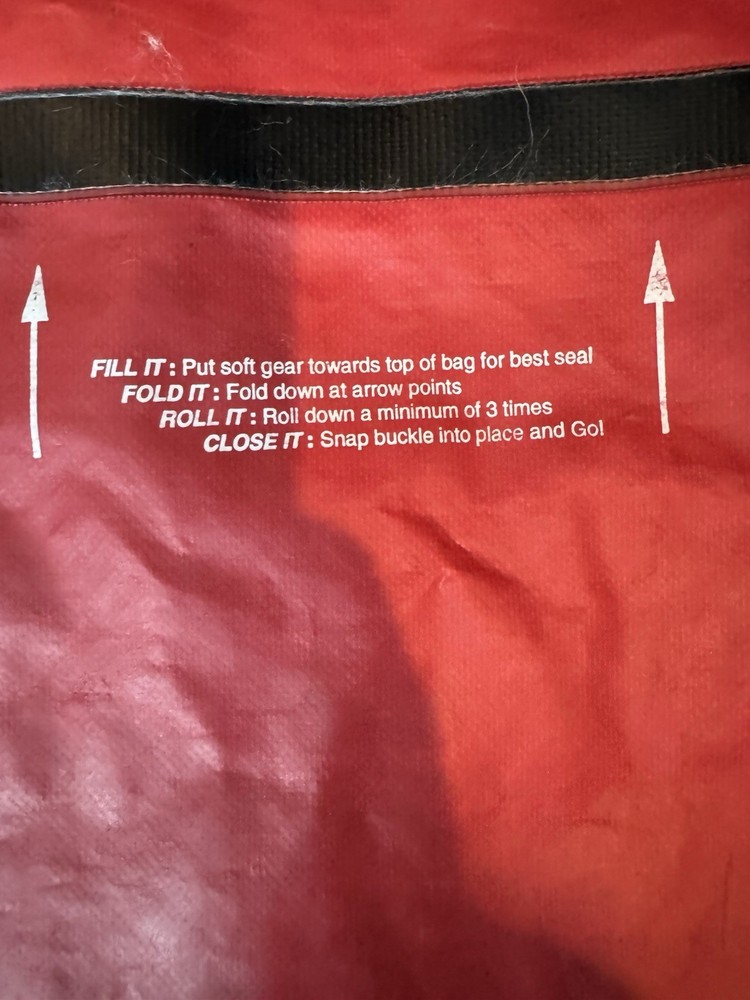 FILL IT : Put soft gear towards top of bag for best seal
FOLD IT : Fold down at arrow points
ROLL IT : Roll down a minimum of 3 times
CLOSE IT : Snap buckle into place and Go!